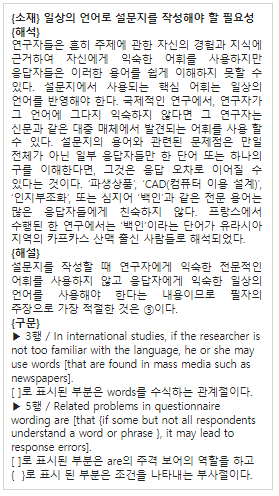 {소재} 일상의 언어로 설문지를 작성해야 할 필요성
{해석}
연구자들은 흔히 주제에 관한 자신의 경험과 지식에
근거하여 자신에게 익숙한 어휘를 사용하지만
응답자들은 이러한 용어를 쉽게 이해하지 못할 수
있다. 설문지에서 사용되는 핵심 어휘는 일상의
언어를 반영해야 한다. 국제적인 연구에서, 연구자가
그 언어에 그다지 익숙하지 않다면 그 연구자는
신문과 같은 대중 매체에서 발견되는 어휘를 사용 할
수 있다. 설문지의 용어와 관련된 문제점은 만일
전체가 아닌 일부 응답자들만 한 단어 또는 하나의
구를 이해한다면, 그것은 응답 오차로 이어질 수
있다는 것이다. ‘파생상품’, ‘CAD(컴퓨터 이용 설계)’,
‘인지부조화’, 또는 심지어 ‘백인’과 같은 전문 용어는
많은 응답자들에게 친숙하지 않다. 프랑스에서
수행된 한 연구에서는 ‘백인’이라는 단어가 유라시아
지역의 카프카스 산맥 출신 사람들로 해석되었다.
{해설}
설문지를 작성할 때 연구자에게 익숙한 전문적인
어휘를 사용하지 않고 응답자에게 익숙한 일상의
언어를 사용해야 한다는 내용이므로 필자의
주장으로 가장 적절한 것은 ⑤이다.
{구문}
▶ 3행 / In international studies, if the researcher is
not too familiar with the language, he or she may
use words [that are found in mass media such as
newspapers].
[ ]로 표시된 부분은 words를 수식하는 관계절이다.
▶ 5행 / Related problems in questionnaire
wording are [that {if some but not all respondents
understand a word or phrase }, it may lead to
response errors].
[ ]로 표시된 부분은 are의 주격 보어의 역할을 하고
{ }로 표시 된 부분은 조건을 나타내는 부사절이다.